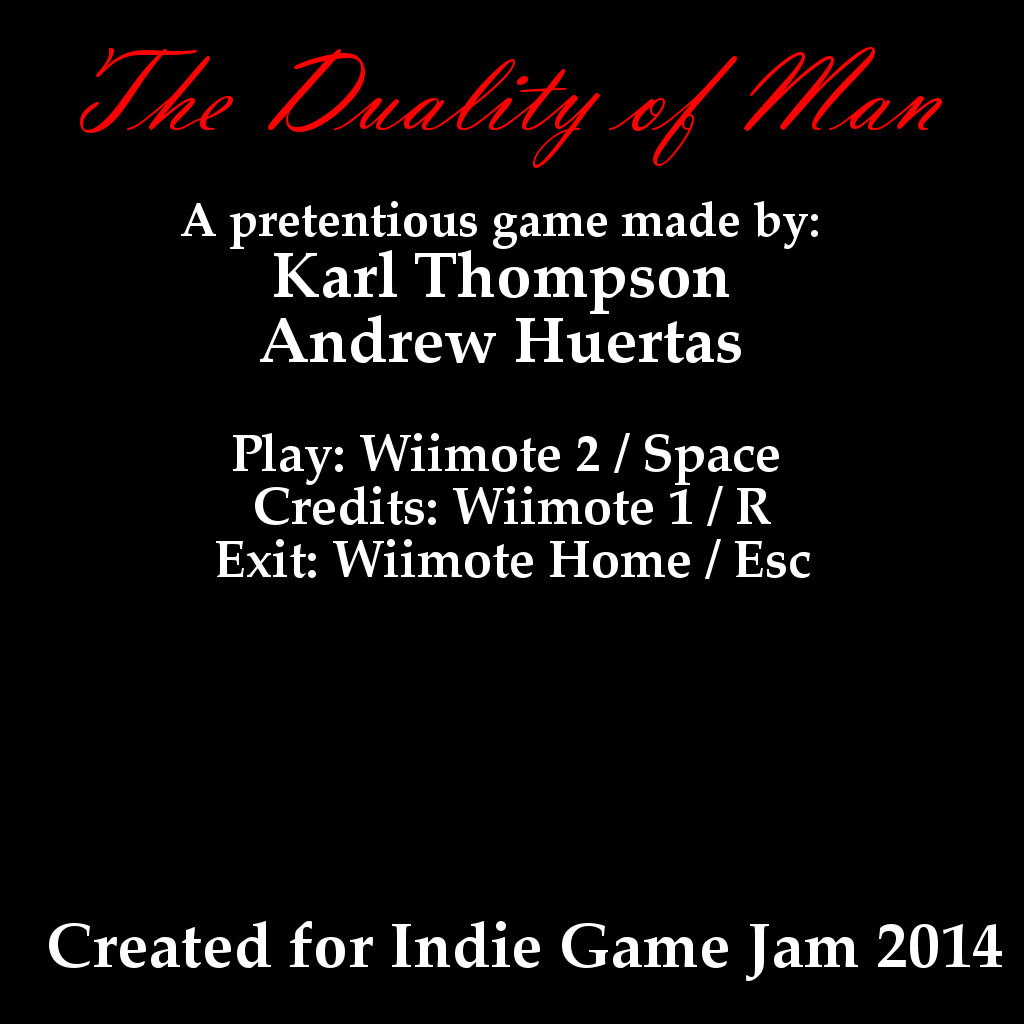 The Duality of Man
A pretentious game made by:
Karl Thompson
Andrew Huertas
Play: Wiimote 2 / Space
Credits: Wiimote 1 / R
Exit: Wiimote Home / Esc
Created for Indie Game Jam 2014